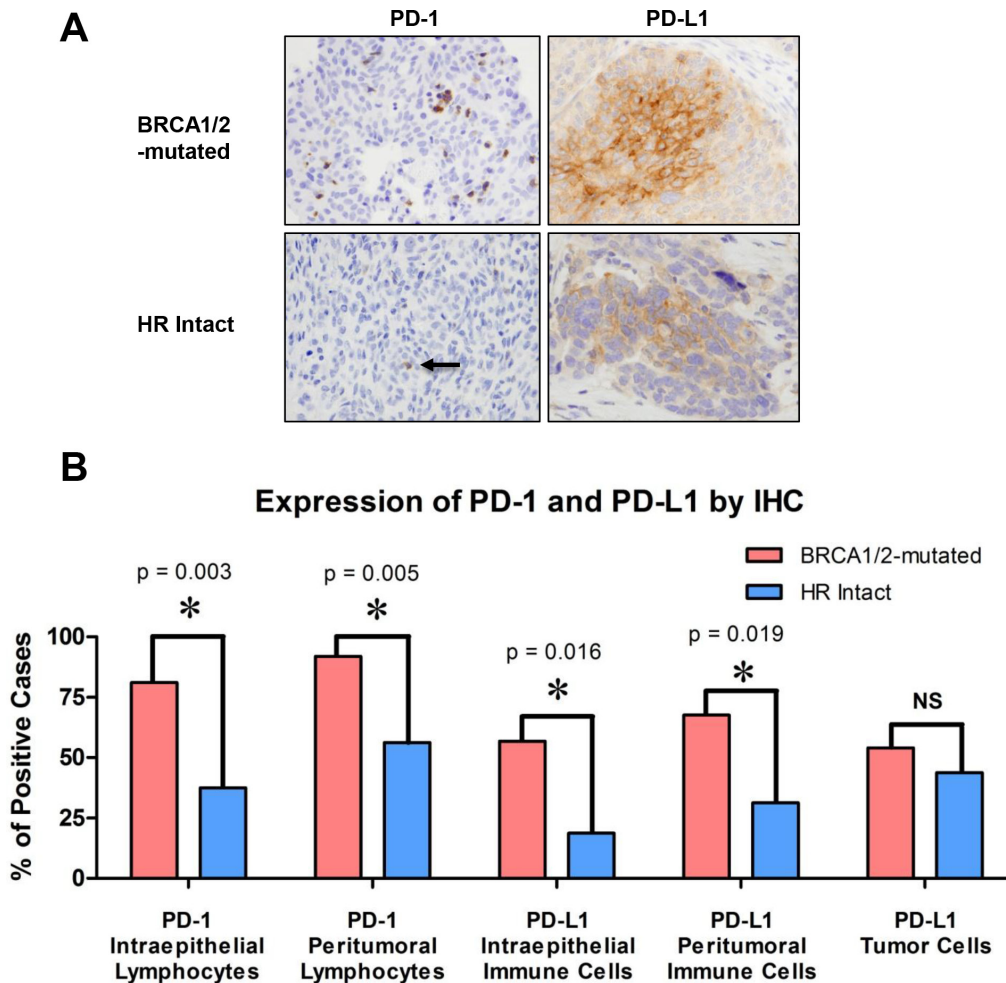 A
PD-1
PD-L1
BRCA1/2
-mutated
HR Intact
B
Expression of PD-1 and PD-L1 by IHC
BRCA1/2-mutated
HR Intact
p = 0.003
p = 0.005
p = 0.016
p = 0.019
*
*
*
*
NS
% of Positive Cases
100
75
50
25
0
PD-1
Intraepithelial
Lymphocytes
PD-1
Peritumoral
Lymphocytes
PD-L1
Intraepithelial
Immune Cells
PD-L1
Peritumoral
Immune Cells
PD-L1
Tumor Cells